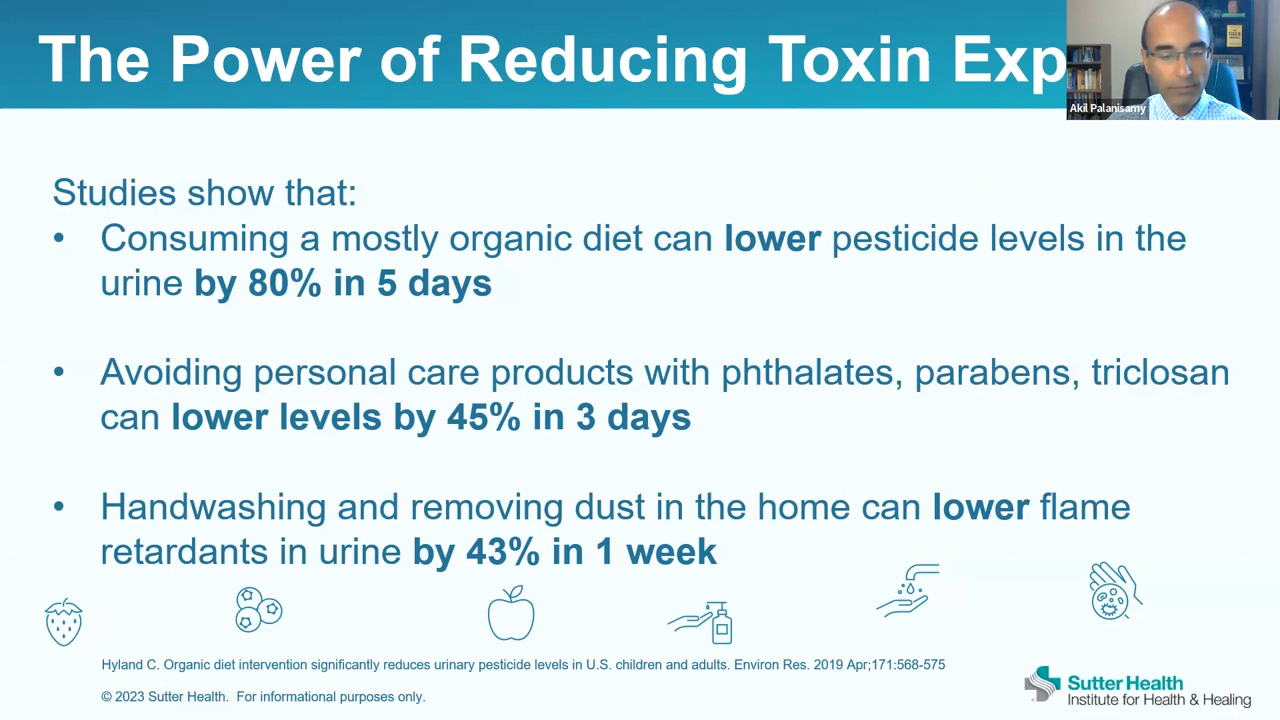 The Power of Reducing Toxin Exp
Akil Palanisamy
Studies show that:
• Consuming a mostly organic diet can lower pesticide levels in the
urine by 80% in 5 days
• Avoiding personal care products with phthalates, parabens, triclosan
can lower levels by 45% in 3 days
• Handwashing and removing dust in the home can lower flame
retardants in urine by 43% in 1 week
Hyland C. Organic diet intervention significantly reduces urinary pesticide levels in U.S. children and adults. Environ Res. 2019 Apr;171:568-575
© 2023 Sutter Health. For informational purposes only.
Sutter Health
Institute for Health & Healing